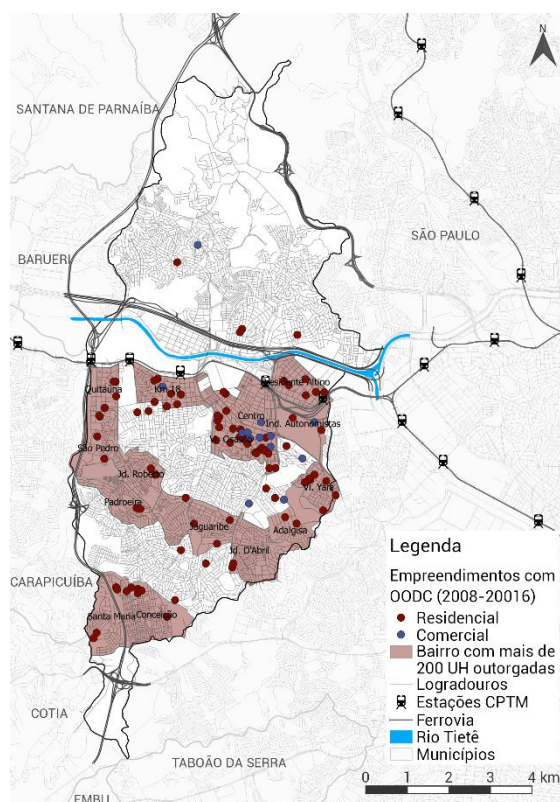 N
SANTANA DE PARNAÍBA
SÃO PAULO
BARUERI
Quitaúna
Km 18
Presidente Altino
Centro
Ind. Autonomistas
Vl. Osasco
São Pedro
Jd. Roberto
Vl. Yara
Padroeira
Jaguaribe
Adalgisa
Jd. D'Abril
CARAPICUÍBA
Santa Maria
Conceição
COTIA
TABOÃO DA SERRA
EMBU
Legenda
Empreendimentos com
OODC (2008-20016)
Residencial
Comercial
Bairro com mais de
200 UH outorgadas
Logradouros
Estações CPTM
Ferrovia
Rio Tietê
Municípios
0 1 2 3 4 km